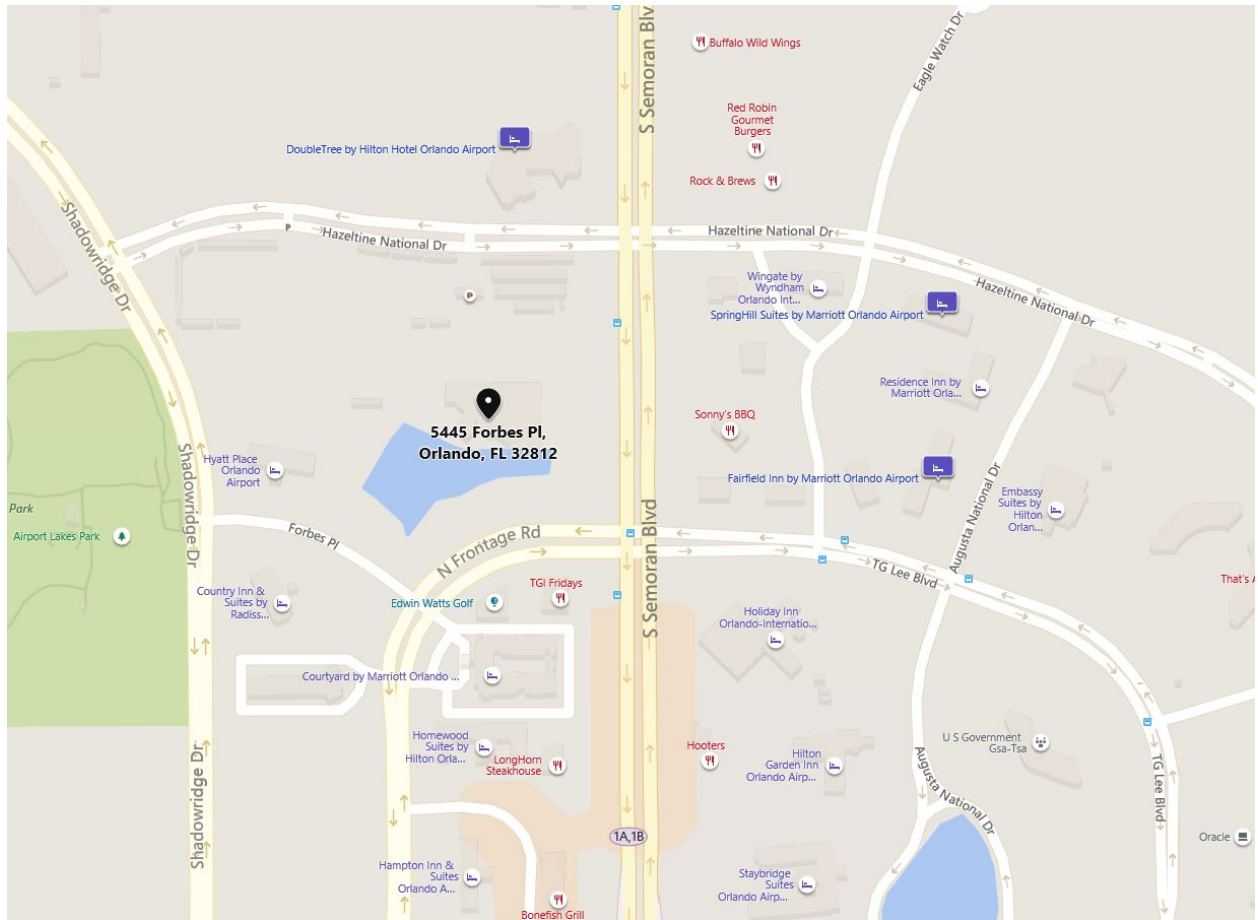 S Semoran Blvd
Eagle Watch Dr
Buffalo Wild Wings
Red Robin
Gourmet
Burgers
DoubleTree by Hilton Hotel Orlando Airport
Rock & Brews
Shadowridge Dr
Hazeltine National Dr
P
Hazeltine National Dr
Wingate by
Wyndham
Orlando Int...
Hazeltine National Dr
P
SpringHill Suites by Marriott Orlando Airport
Residence Inn by
Marriott Orla...
5445 Forbes Pl,
Orlando, FL 32812
Sonny's BBQ
Shadowridge Dr
Hyatt Place
Orlando
Airport
Fairfield Inn by Marriott Orlando Airport
Augusta National Dr
Embassy
Suites by
Hilton
Orlan...
Park
Airport Lakes Park
Forbes Pl
N Frontage Rd
S Semoran Blvd
TG Lee Blvd
That's A
Country Inn &
Suites by
Radiss...
Edwin Watts Golf
TGI Fridays
Holiday Inn
Orlando-Internatio...
Courtyard by Marriott Orlando ...
Homewood
Suites by
Hilton Orla...
LongHorn
Steakhouse
Hooters
Hilton
Garden Inn
Orlando Airp...
U S Government
Gsa-Tsa
Augusta National Dr
TG Lee Blvd
Shadowridge Dr
1A,1B
Oracle
Hampton Inn &
Suites
Orlando A...
Staybridge
Suites
Orlando Airp...
Bonefish Grill